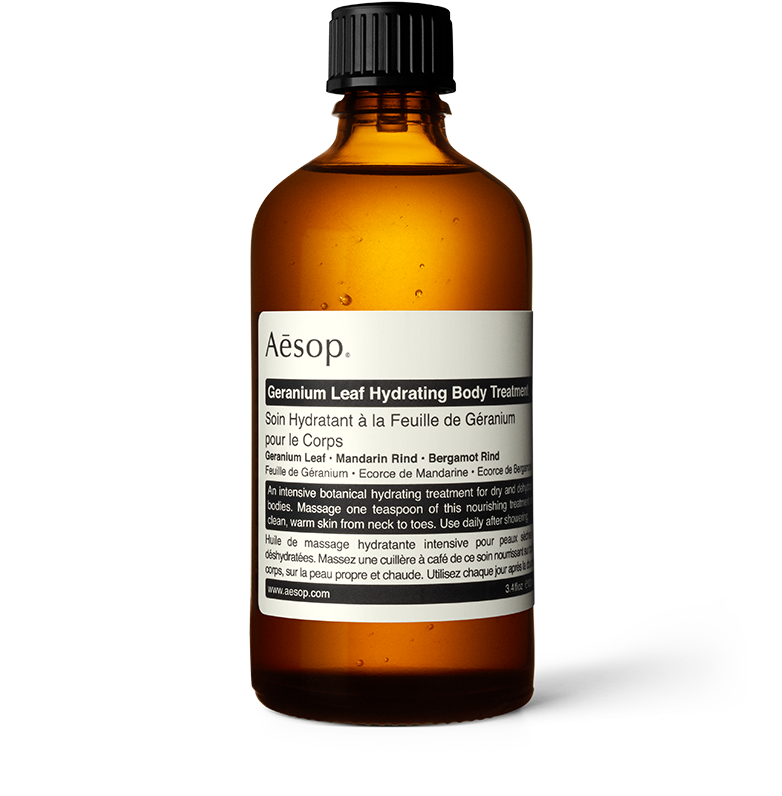 Aēsop®
Geranium Leaf Hydrating Body Treatment
Soin Hydratant à la Feuille de Géranium
pour le Corps
Geranium Leaf • Mandarin Rind • Bergamot Rind
Feuille de Géranium • Ecorce de Mandarine • Ecorce de
An intensive botanical hydrating treatment for dry and
bodies. Massage one teaspoon of this nourishing treatment
clean, warm skin from neck to toes. Use daily after showering
Huile de massage hydratante intensive pour peaux
déshydratées. Massez une cuillère à café de ce soin nourrissant
corps, sur la peau propre et chaude. Utilisez chaque jour après la
www.aesop.com
3.4 fl oz